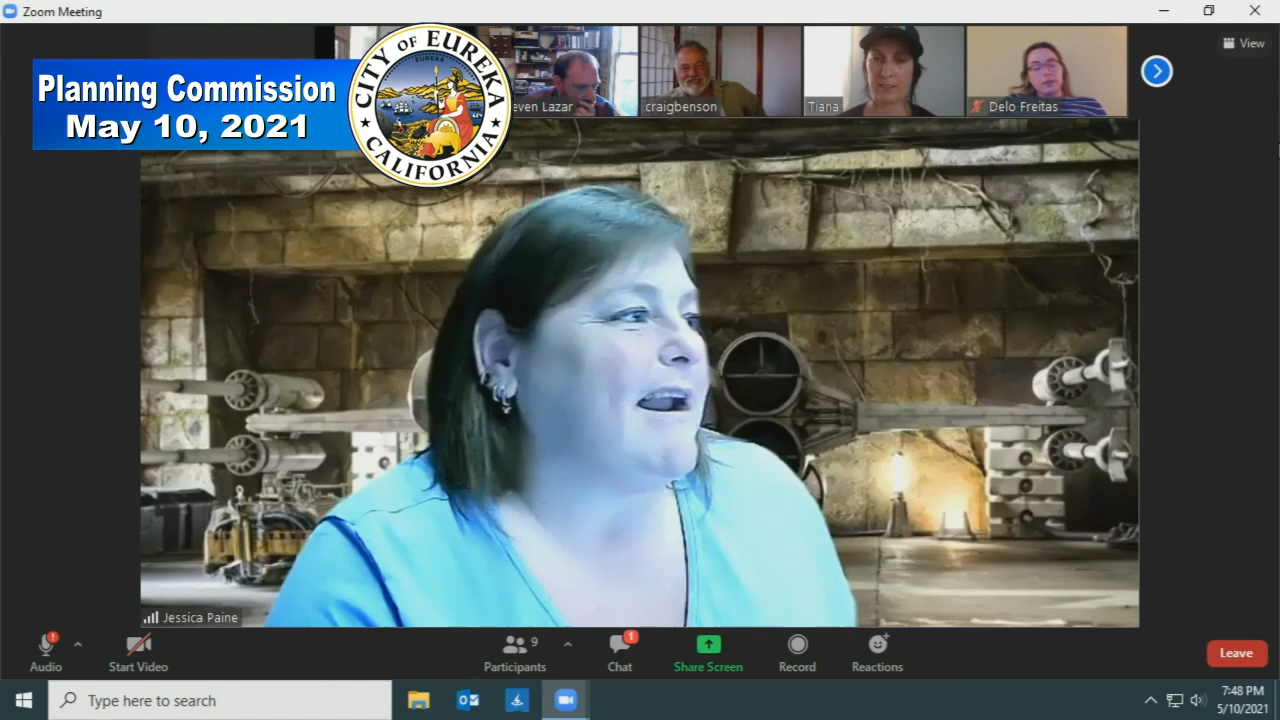 Zoom Meeting
View
Planning Commission
May 10, 2021
CITY OF EUREKA
EUREKA
CALIFORNIA
even Lazar
craigbenson
Tiana
Delo Freitas
Jessica Paine
Audio
Start Video
9
Participants
1
Chat
Share Screen
Record
Reactions
Leave
Type here to search
7:48 PM
5/10/2021